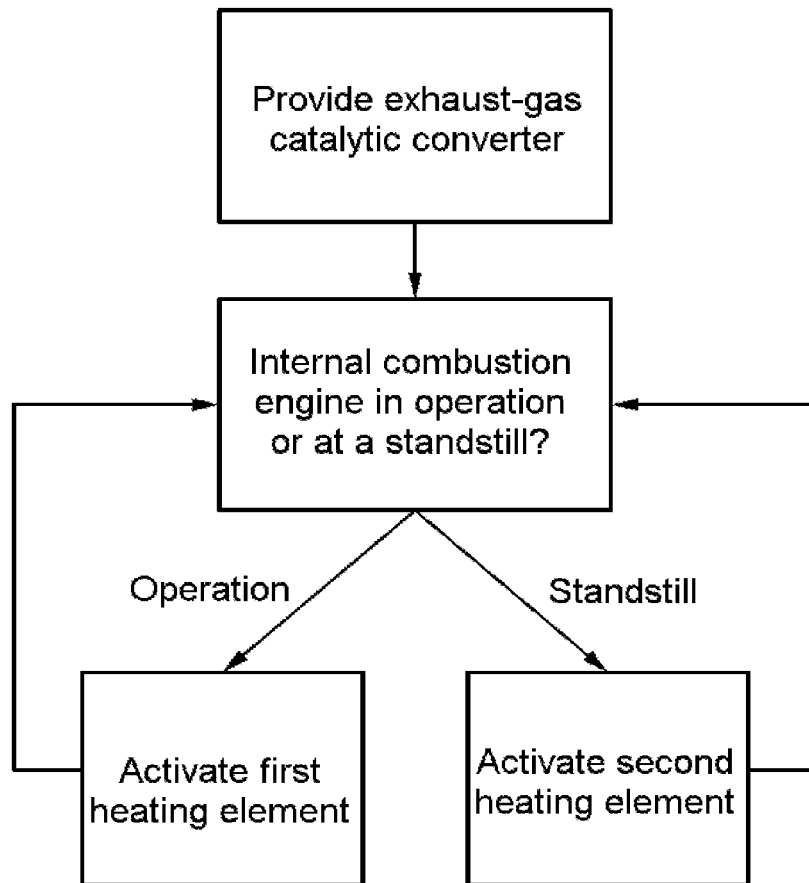 Provide exhaust-gas
catalytic converter
Internal combustion
engine in operation
or at a standstill?
Operation
Standstill
Activate first
heating element
Activate second
heating element